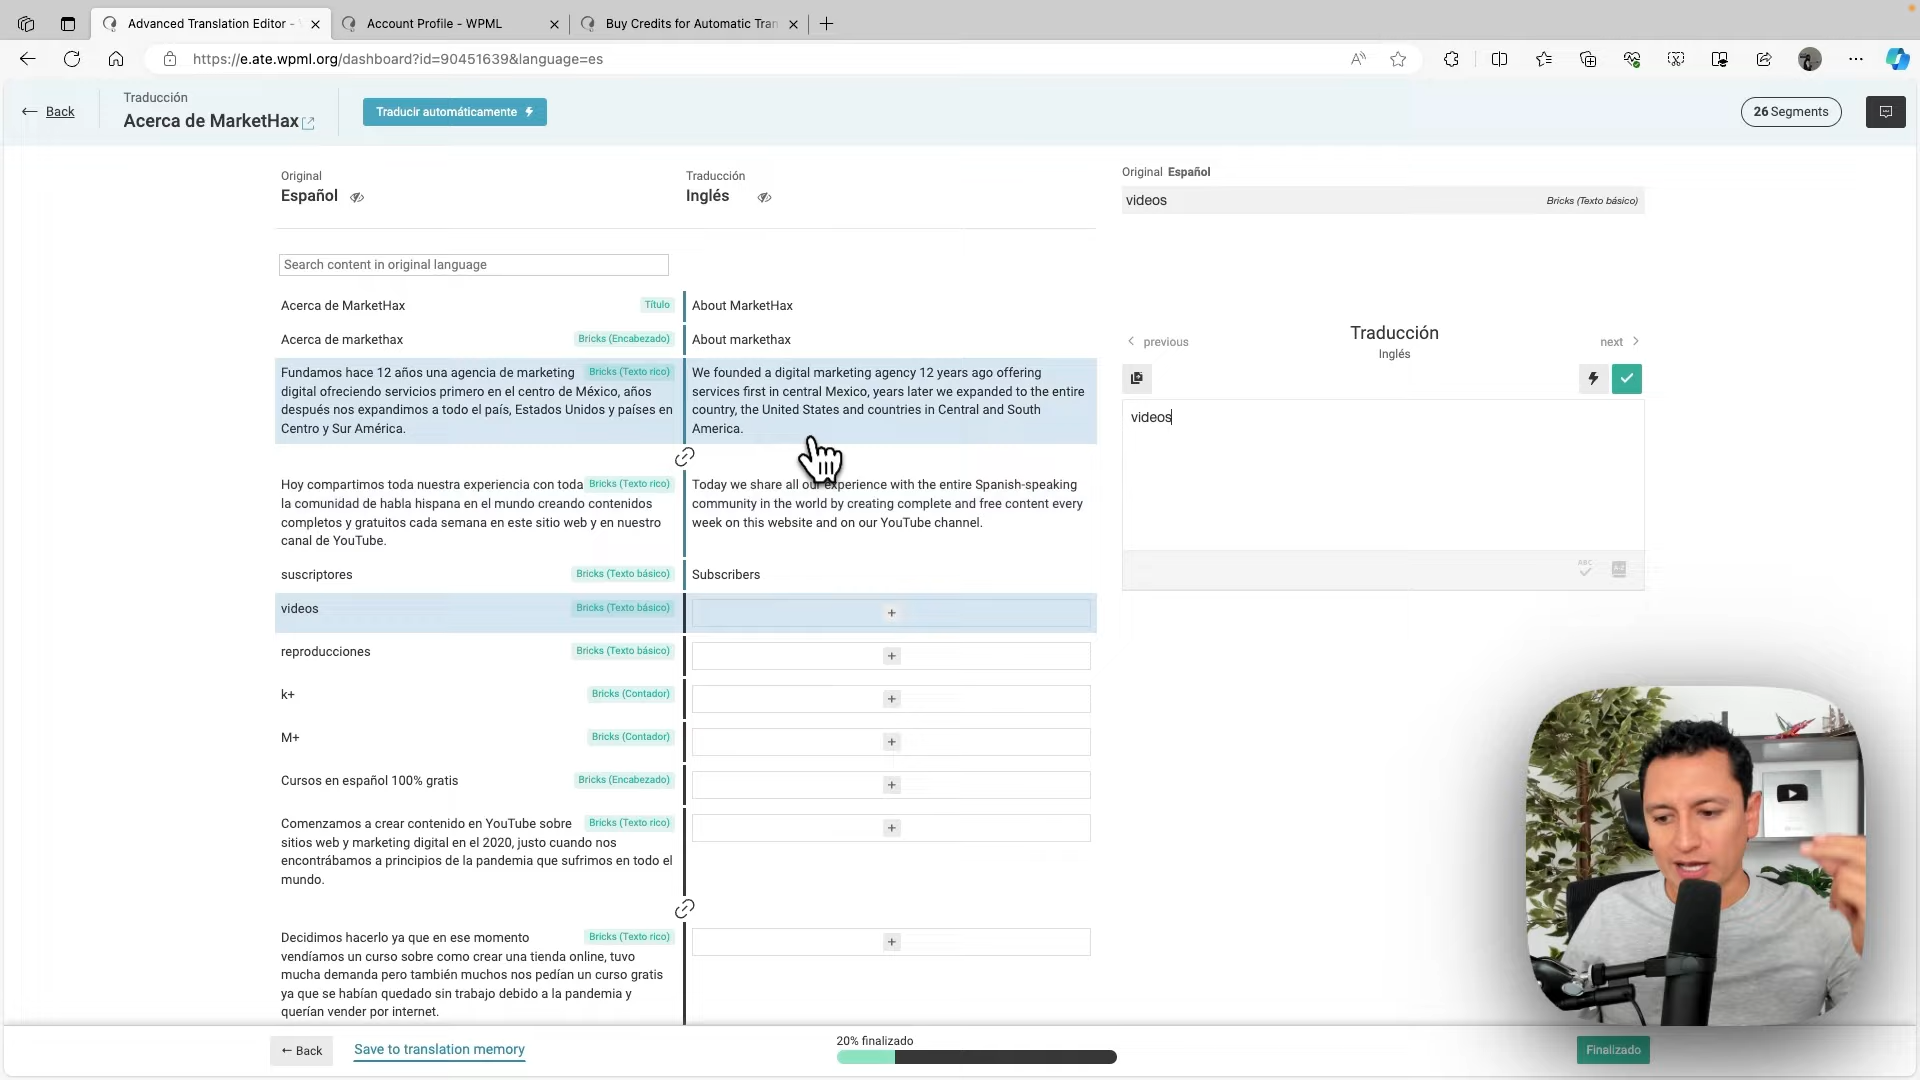 Advanced Translation Editor -
Account Profile - WPML
Buy Credits for Automatic Tran
https://e.ate.wpml.org/dashboard?id=90451639&language=es
Back
Traducción
Acerca de MarketHax
Traducir automáticamente
26 Segments
Original
Español
Traducción
Inglés
Search content in original language
Acerca de MarketHax
Título
About MarketHax
Acerca de markethax
Bricks (Encabezado)
About markethax
Fundamos hace 12 años una agencia de marketing
digital ofreciendo servicios primero en el centro de México, años
después nos expandimos a todo el país, Estados Unidos y países en
Centro y Sur América.
Bricks (Texto rico)
We founded a digital marketing agency 12 years ago offering
services first in central Mexico, years later we expanded to the entire
country, the United States and countries in Central and South
America.
Hoy compartimos toda nuestra experiencia con toda
la comunidad de habla hispana en el mundo creando contenidos
completos y gratuitos cada semana en este sitio web y en nuestro
canal de YouTube.
Bricks (Texto rico)
Today we share all our experience with the entire Spanish-speaking
community in the world by creating complete and free content every
week on this website and on our YouTube channel.
suscriptores
Bricks (Texto básico)
Subscribers
videos
Bricks (Texto básico)
+
reproducciones
Bricks (Texto básico)
+
k+
Bricks (Contador)
+
M+
Bricks (Contador)
+
Cursos en español 100% gratis
Bricks (Encabezado)
+
Comenzamos a crear contenido en YouTube sobre
sitios web y marketing digital en el 2020, justo cuando nos
encontrábamos a principios de la pandemia que sufrimos en todo el
mundo.
Bricks (Texto rico)
+
Decidimos hacerlo ya que en ese momento
vendíamos un curso sobre como crear una tienda online, tuvo
mucha demanda pero también muchos nos pedían un curso gratis
ya que se habían quedado sin trabajo debido a la pandemia y
querían vender por internet.
Bricks (Texto rico)
+
Original Español
videos
Bricks (Texto básico)
previous
Traducción
Inglés
next
videos
ABC
← Back
Save to translation memory
20% finalizado
Finalizado